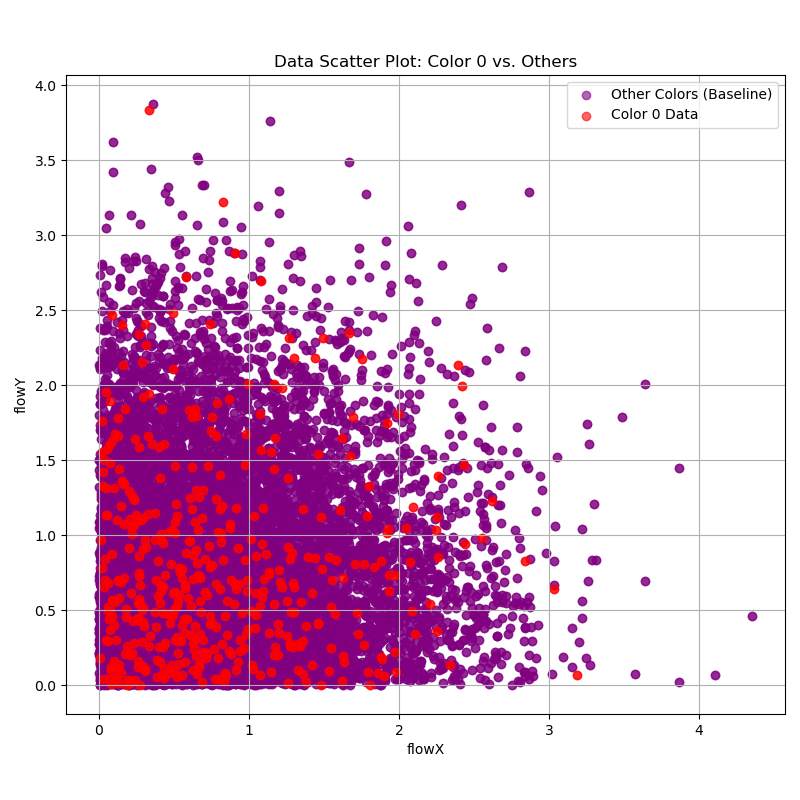 Data Scatter Plot: Color 0 vs. Others
Other Colors (Baseline)
Color 0 Data
4.0
3.5
3.0
2.5
2.0
1.5
1.0
0.5
0.0
flowY
0 1 2 3 4
flowX